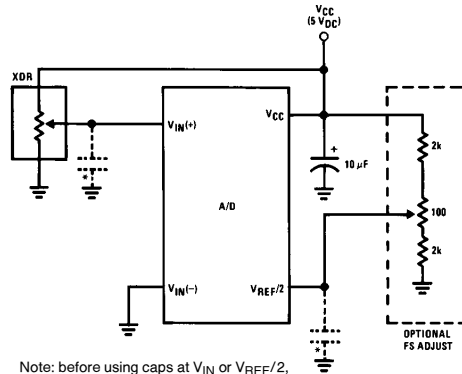 VCC
(5 VDC)
XDR
VIN(+)
VCC
2k
+
10 μF
*
100
A/D
2k
VIN(−)
VREF/2
*
OPTIONAL
FS ADJUST
Note: before using caps at VIN or VREF/2,